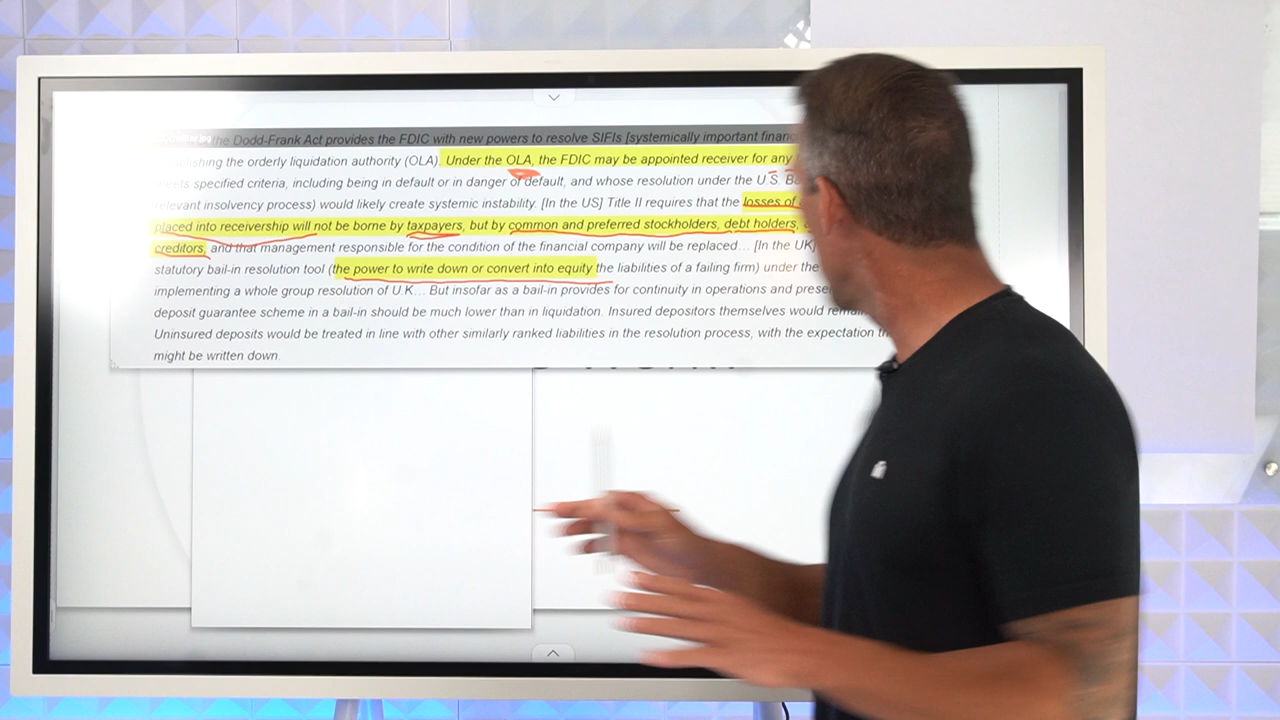 the Dodd-Frank Act provides the FDIC with new powers to resolve SIFIs [systemically important financ
lishing the orderly liquidation authority (OLA). Under the OLA, the FDIC may be appointed receiver for any
ets specified criteria, including being in default or in danger of default, and whose resolution under the U.S. B
elevant insolvency process) would likely create systemic instability. [In the US] Title II requires that the losses of
placed into receivership will not be borne by taxpayers, but by common and preferred stockholders, debt holders,
creditors, and that management responsible for the condition of the financial company will be replaced… [In the UK]
statutory bail-in resolution tool (the power to write down or convert into equity the liabilities of a failing firm) under the
implementing a whole group resolution of U.K… But insofar as a bail-in provides for continuity in operations and prese
deposit guarantee scheme in a bail-in should be much lower than in liquidation. Insured depositors themselves would remain
Uninsured deposits would be treated in line with other similarly ranked liabilities in the resolution process, with the expectation th
might be written down.